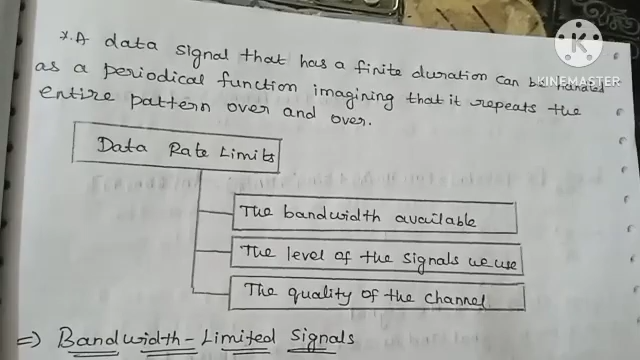 *. A data signal that has a finite duration can be handled
as a periodical function imagining that it repeats the
entire pattern over and over.
KINEMASTER
Data Rate Limits
The bandwidth available
The level of the signals we use
The quality of the channel
=> Bandwidth-Limited Signals